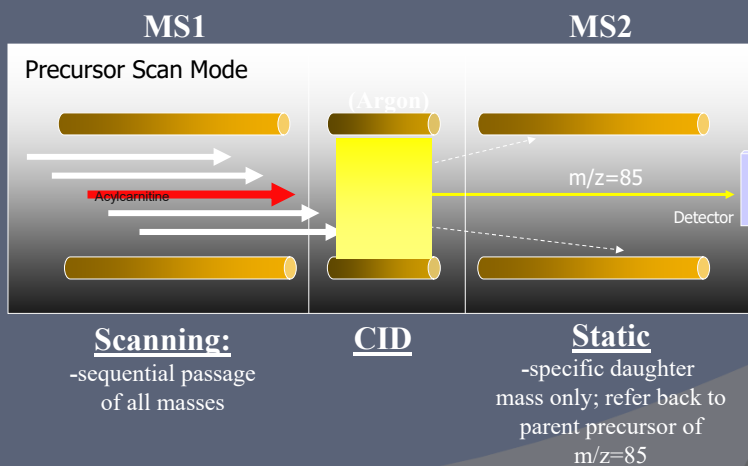 MS1
MS2
Precursor Scan Mode
(Argon)
Acylcarnitine
m/z=85
Detector
Scanning:
-sequential passage
of all masses
CID
Static
-specific daughter
mass only; refer back to
parent precursor of
m/z=85